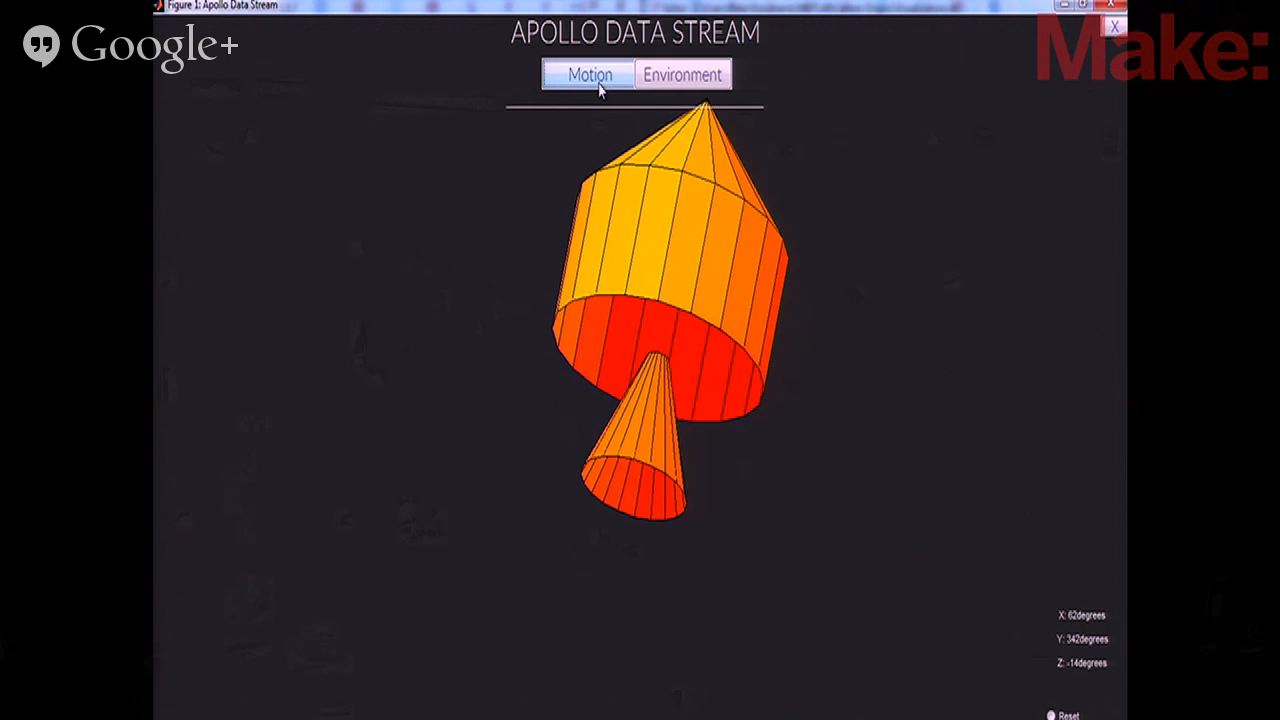 Figure 1: Apollo Data Stream
Google+
Make:
X
APOLLO DATA STREAM
Motion
Environment
X: 62degrees
Y: 342degrees
Z: -14degrees
Reset